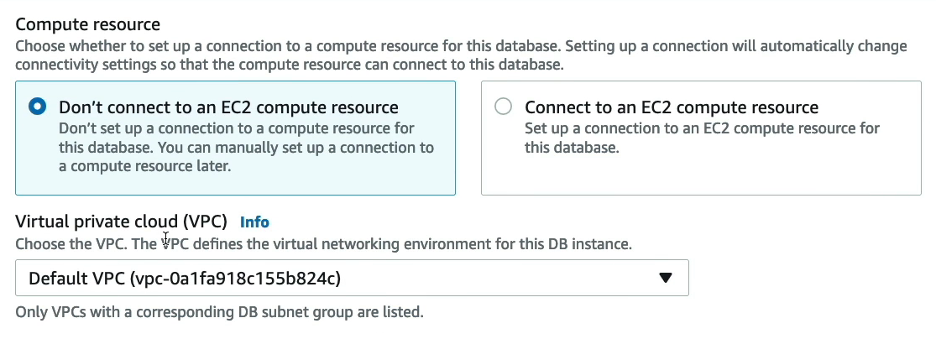 Compute resource
Choose whether to set up a connection to a compute resource for this database. Setting up a connection will automatically change
connectivity settings so that the compute resource can connect to this database.
Don't connect to an EC2 compute resource
Don't set up a connection to a compute resource for
this database. You can manually set up a connection to
a compute resource later.
Connect to an EC2 compute resource
Set up a connection to an EC2 compute resource for
this database.
Virtual private cloud (VPC) Info
Choose the VPC. The VPC defines the virtual networking environment for this DB instance.
Default VPC (vpc-0a1fa918c155b824c)
Only VPCs with a corresponding DB subnet group are listed.